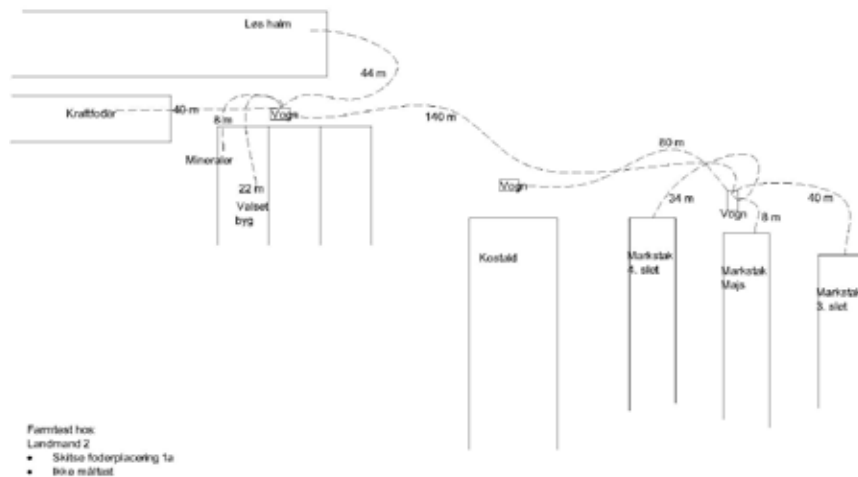 Løs halm
44 m
Kraftfoder
40 m
8 m
Vogn
140 m
Mineraler
22 m
Valset
byg
80 m
Vogn
34 m
Vogn
8 m
40 m
Kostald
Markstak
4. slet
Markstak
Majs
Markstak
3. slet
Farmtest hos:
Landmand 2
• Skitse foderplacering 1a
• Ikke målfast